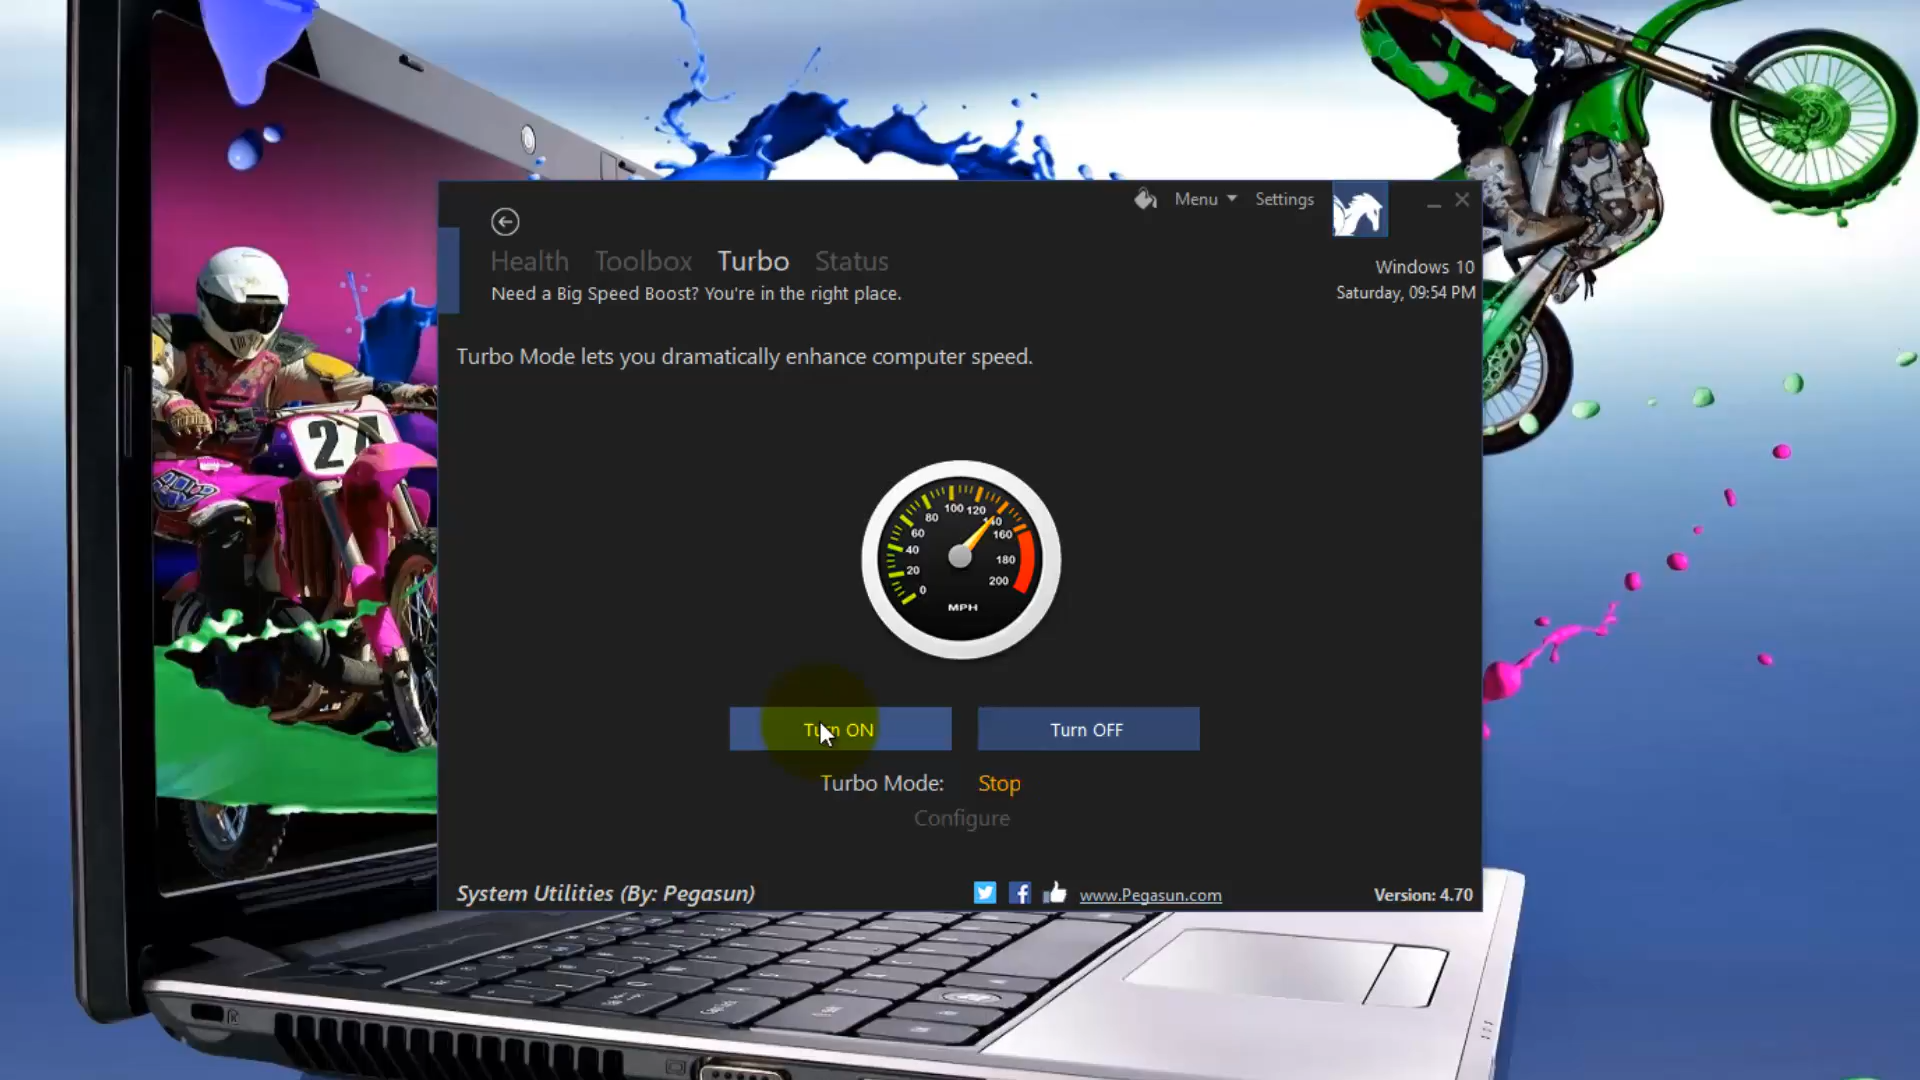 Menu Settings
Health Toolbox Turbo Status
Need a Big Speed Boost? You're in the right place.
Windows 10
Saturday, 09:54 PM
Turbo Mode lets you dramatically enhance computer speed.
0 20 40 60 80 100 120 140 160 180 200
MPH
Turn ON
Turn OFF
Turbo Mode: Stop
Configure
System Utilities (By: Pegasun)
www.Pegasun.com
Version: 4.70